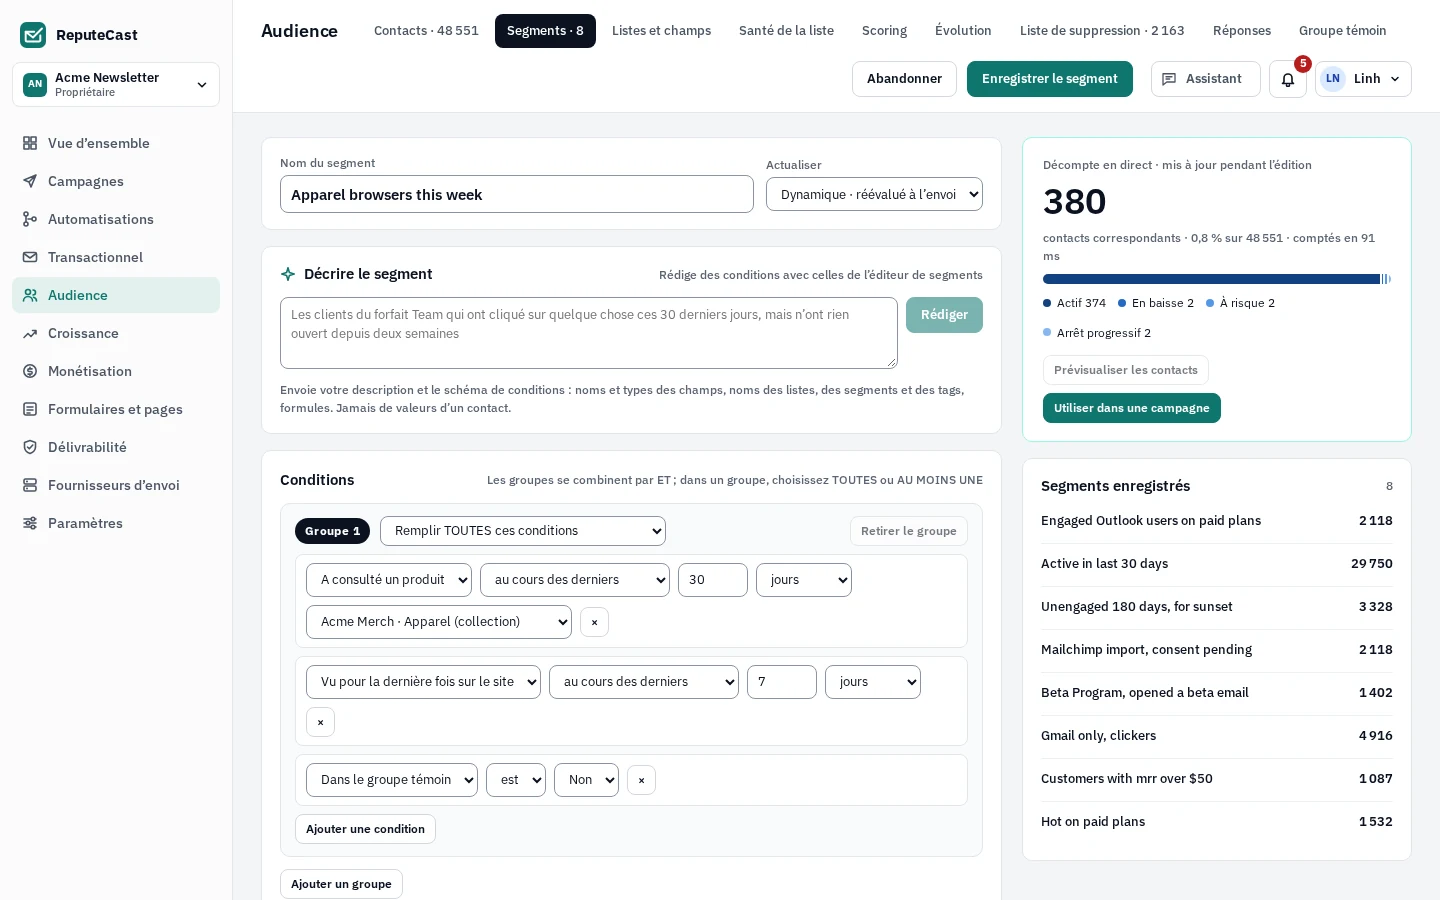 ReputeCast
AN
Acme Newsletter
Propriétaire
Vue d’ensemble
Campagnes
Automatisations
Transactionnel
Audience
Croissance
Monétisation
Formulaires et pages
Délivrabilité
Fournisseurs d’envoi
Paramètres
Audience
Contacts · 48 551
Segments · 8
Listes et champs
Santé de la liste
Scoring
Évolution
Liste de suppression · 2 163
Réponses
Groupe témoin
Abandonner
Enregistrer le segment
Assistant
5
LN
Linh
Nom du segment
Apparel browsers this week
Actualiser
Dynamique · réévalué à l’envoi
Décrire le segment
Rédige des conditions avec celles de l’éditeur de segments
Les clients du forfait Team qui ont cliqué sur quelque chose ces 30 derniers jours, mais n’ont rien
ouvert depuis deux semaines
Rédiger
Envoie votre description et le schéma de conditions : noms et types des champs, noms des listes, des segments et des tags,
formules. Jamais de valeurs d’un contact.
Conditions
Les groupes se combinent par ET ; dans un groupe, choisissez TOUTES ou AU MOINS UNE
Groupe 1
Remplir TOUTES ces conditions
Retirer le groupe
A consulté un produit
au cours des derniers
30
jours
Acme Merch · Apparel (collection)
×
Vu pour la dernière fois sur le site
au cours des derniers
7
jours
×
Dans le groupe témoin
est
Non
×
Ajouter une condition
Ajouter un groupe
Décompte en direct · mis à jour pendant l’édition
380
contacts correspondants · 0,8 % sur 48 551 · comptés en 91
ms
Actif 374
En baisse 2
À risque 2
Arrêt progressif 2
Prévisualiser les contacts
Utiliser dans une campagne
Segments enregistrés
8
Engaged Outlook users on paid plans
2 118
Active in last 30 days
29 750
Unengaged 180 days, for sunset
3 328
Mailchimp import, consent pending
2 118
Beta Program, opened a beta email
1 402
Gmail only, clickers
4 916
Customers with mrr over $50
1 087
Hot on paid plans
1 532